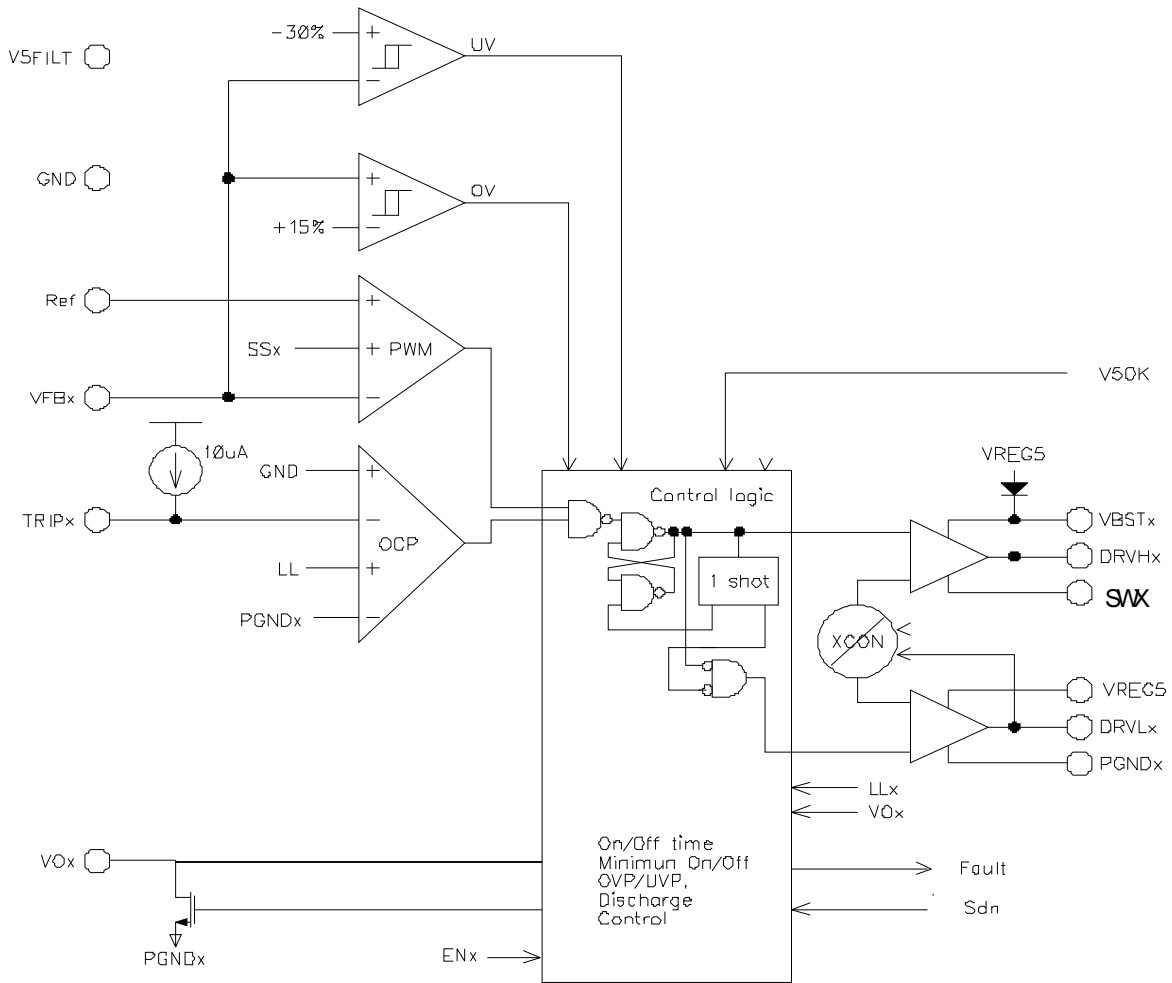 -30%
UV
V5FILT
GND
OV
+15%
Ref
SSx
PWM
VFBx
V5OK
10uA
GND
VREG5
Control logic
TRIPx
OCP
VBSTx
DRVHx
LL
1 shot
SWX
PGNDx
XCON
VREG5
DRVLx
PGNDx
LLx
VOx
On/Off time
Minimun On/Off
OVP/UVP,
Discharge
Control
VOx
Fault
Sdn
ENx
PGNDx